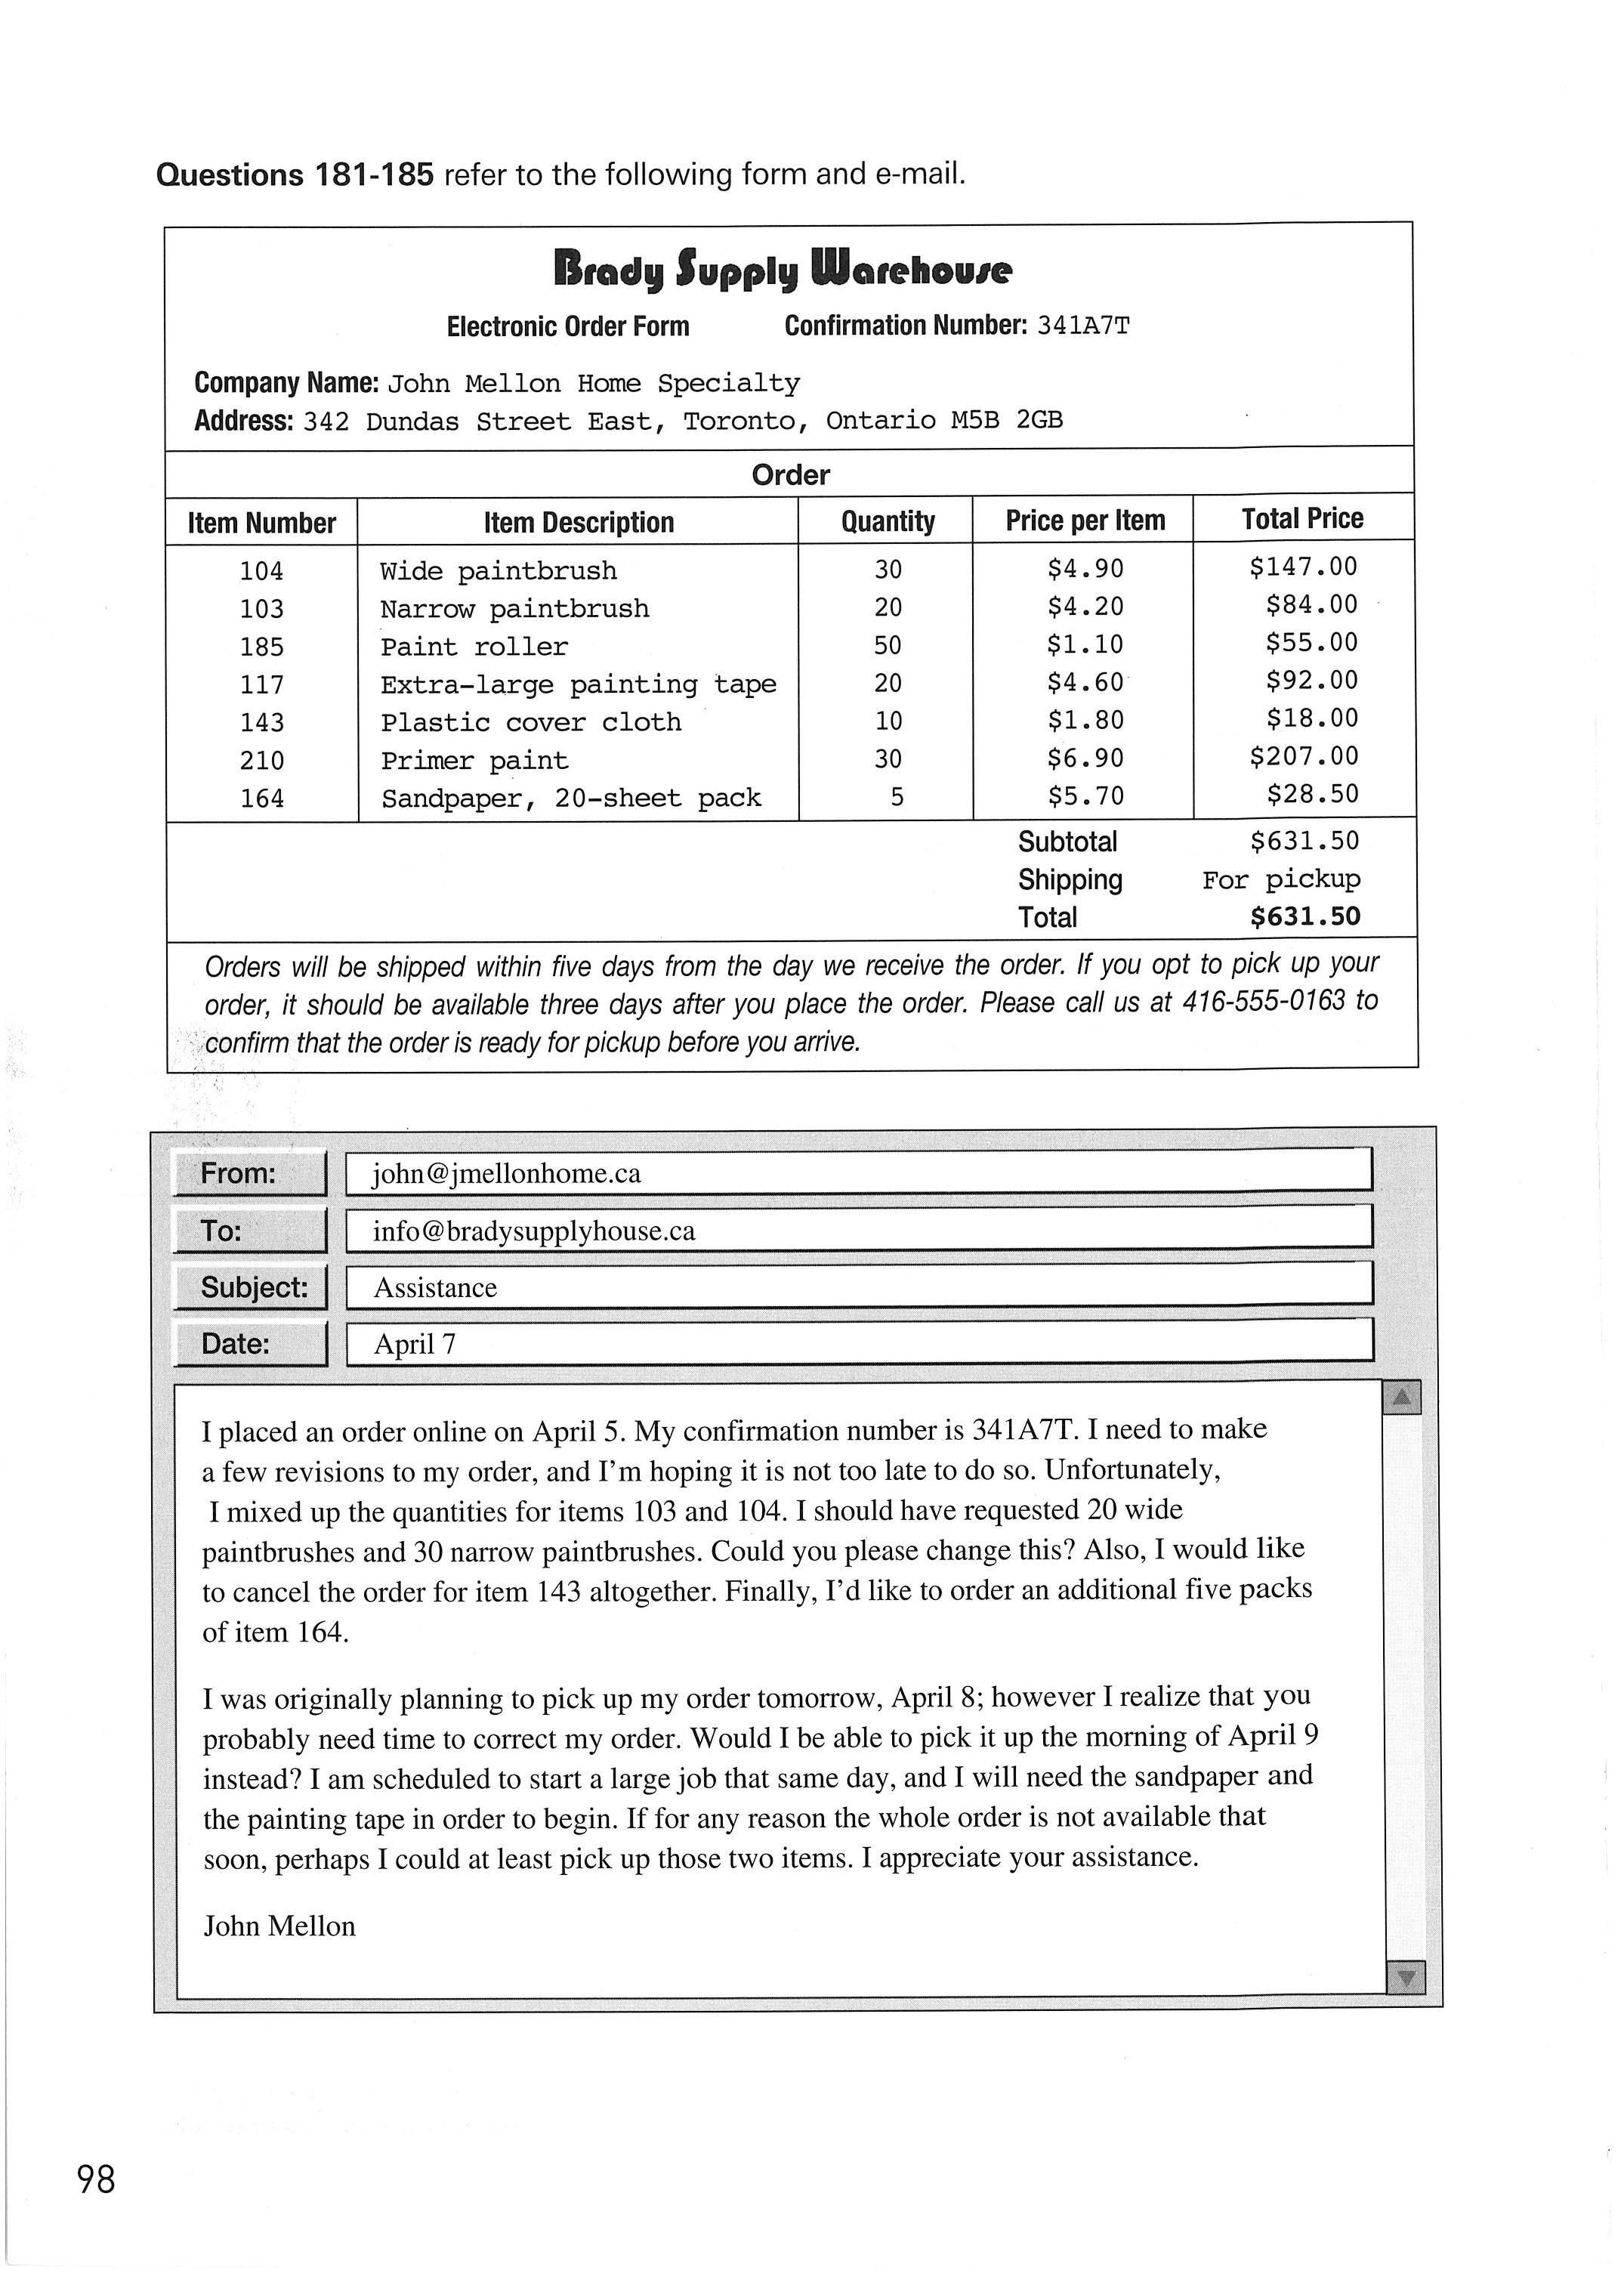 Questions 181-185 refer to the following form and e-mail.
Brady Supply Warehouse
Electronic Order Form Confirmation Number: 341A7T
Company Name: John Mellon Home Specialty
Address: 342 Dundas Street East, Toronto, Ontario M5B 2GB
Order
Item Number Item Description Quantity Price per Item Total Price
104 Wide paintbrush 30 $4.90 $147.00
103 Narrow paintbrush 20 $4.20 $84.00
185 Paint roller 50 $1.10 $55.00
117 Extra-large painting tape 20 $4.60 $92.00
143 Plastic cover cloth 10 $1.80 $18.00
210 Primer paint 30 $6.90 $207.00
164 Sandpaper, 20-sheet pack 5 $5.70 $28.50
Subtotal $631.50
Shipping For pickup
Total $631.50
Orders will be shipped within five days from the day we receive the order. If you opt to pick up your
order, it should be available three days after you place the order. Please call us at 416-555-0163 to
confirm that the order is ready for pickup before you arrive.
From: john@jmellonhome.ca
To: info@bradysupplyhouse.ca
Subject: Assistance
Date: April 7
I placed an order online on April 5. My confirmation number is 341A7T. I need to make
a few revisions to my order, and I'm hoping it is not too late to do so. Unfortunately,
I mixed up the quantities for items 103 and 104. I should have requested 20 wide
paintbrushes and 30 narrow paintbrushes. Could you please change this? Also, I would like
to cancel the order for item 143 altogether. Finally, I'd like to order an additional five packs
of item 164.
I was originally planning to pick up my order tomorrow, April 8; however I realize that you
probably need time to correct my order. Would I be able to pick it up the morning of April 9
instead? I am scheduled to start a large job that same day, and I will need the sandpaper and
the painting tape in order to begin. If for any reason the whole order is not available that
soon, perhaps I could at least pick up those two items. I appreciate your assistance.
John Mellon
98